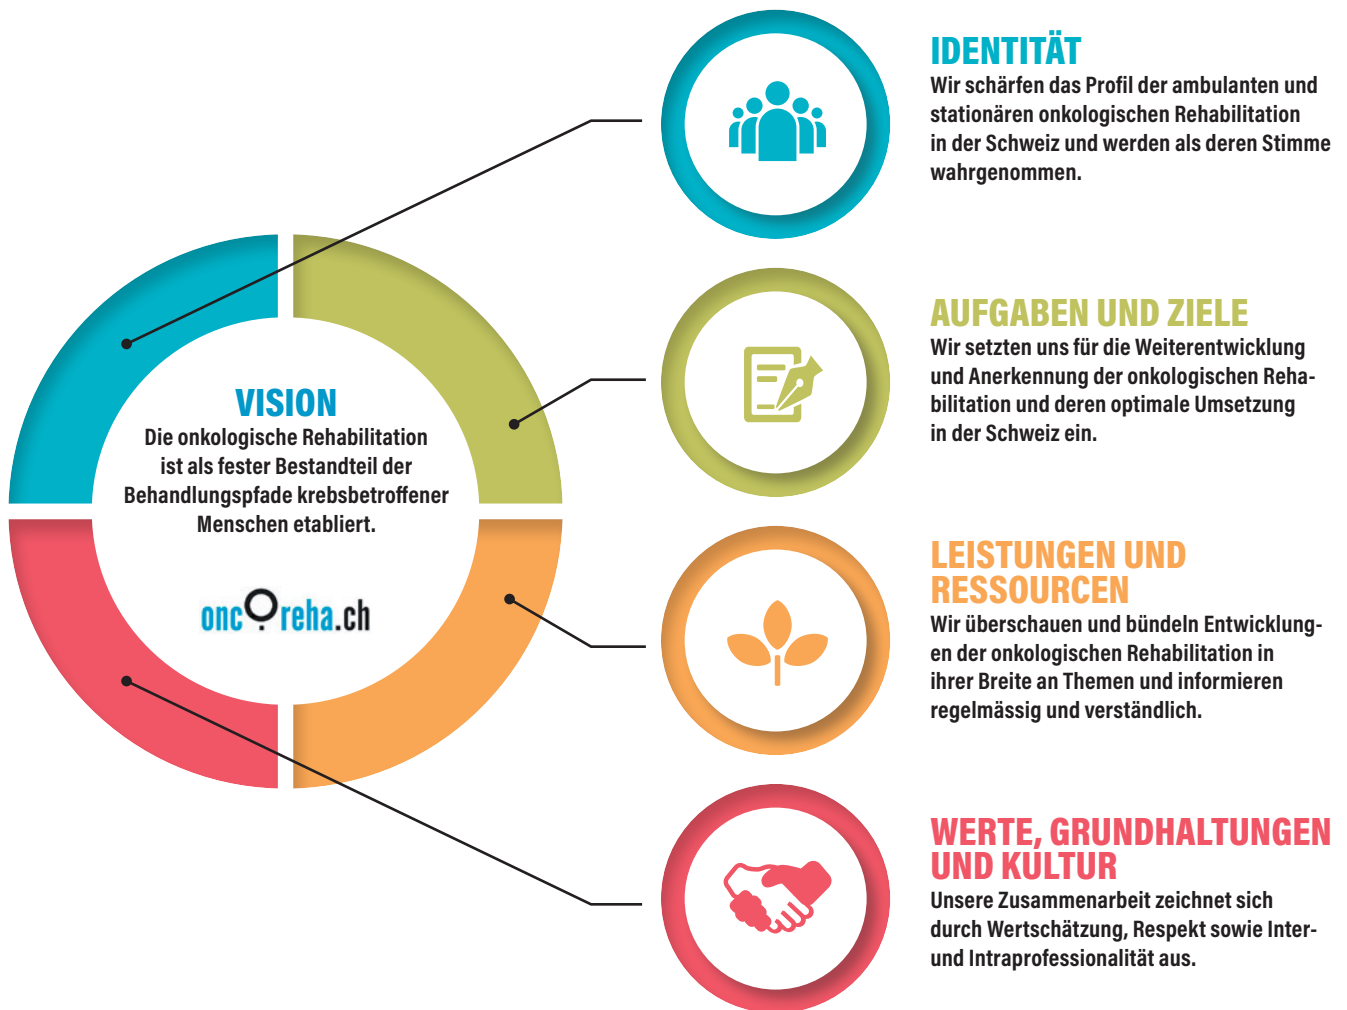 IDENTITÄT
Wir schärfen das Profil der ambulanten und
stationären onkologischen Rehabilitation
in der Schweiz und werden als deren Stimme
wahrgenommen.
AUFGABEN UND ZIELE
Wir setzten uns für die Weiterentwicklung
und Anerkennung der onkologischen Reha-
bilitation und deren optimale Umsetzung
in der Schweiz ein.
VISION
Die onkologische Rehabilitation
ist als fester Bestandteil der
Behandlungspfade krebsbetroffener
Menschen etabliert.
oncoreha.ch
LEISTUNGEN UND
RESSOURCEN
Wir überschauen und bündeln Entwicklung-
en der onkologischen Rehabilitation in
ihrer Breite an Themen und informieren
regelmässig und verständlich.
WERTE, GRUNDHALTUNGEN
UND KULTUR
Unsere Zusammenarbeit zeichnet sich
durch Wertschätzung, Respekt sowie Inter-
und Intraprofessionalität aus.